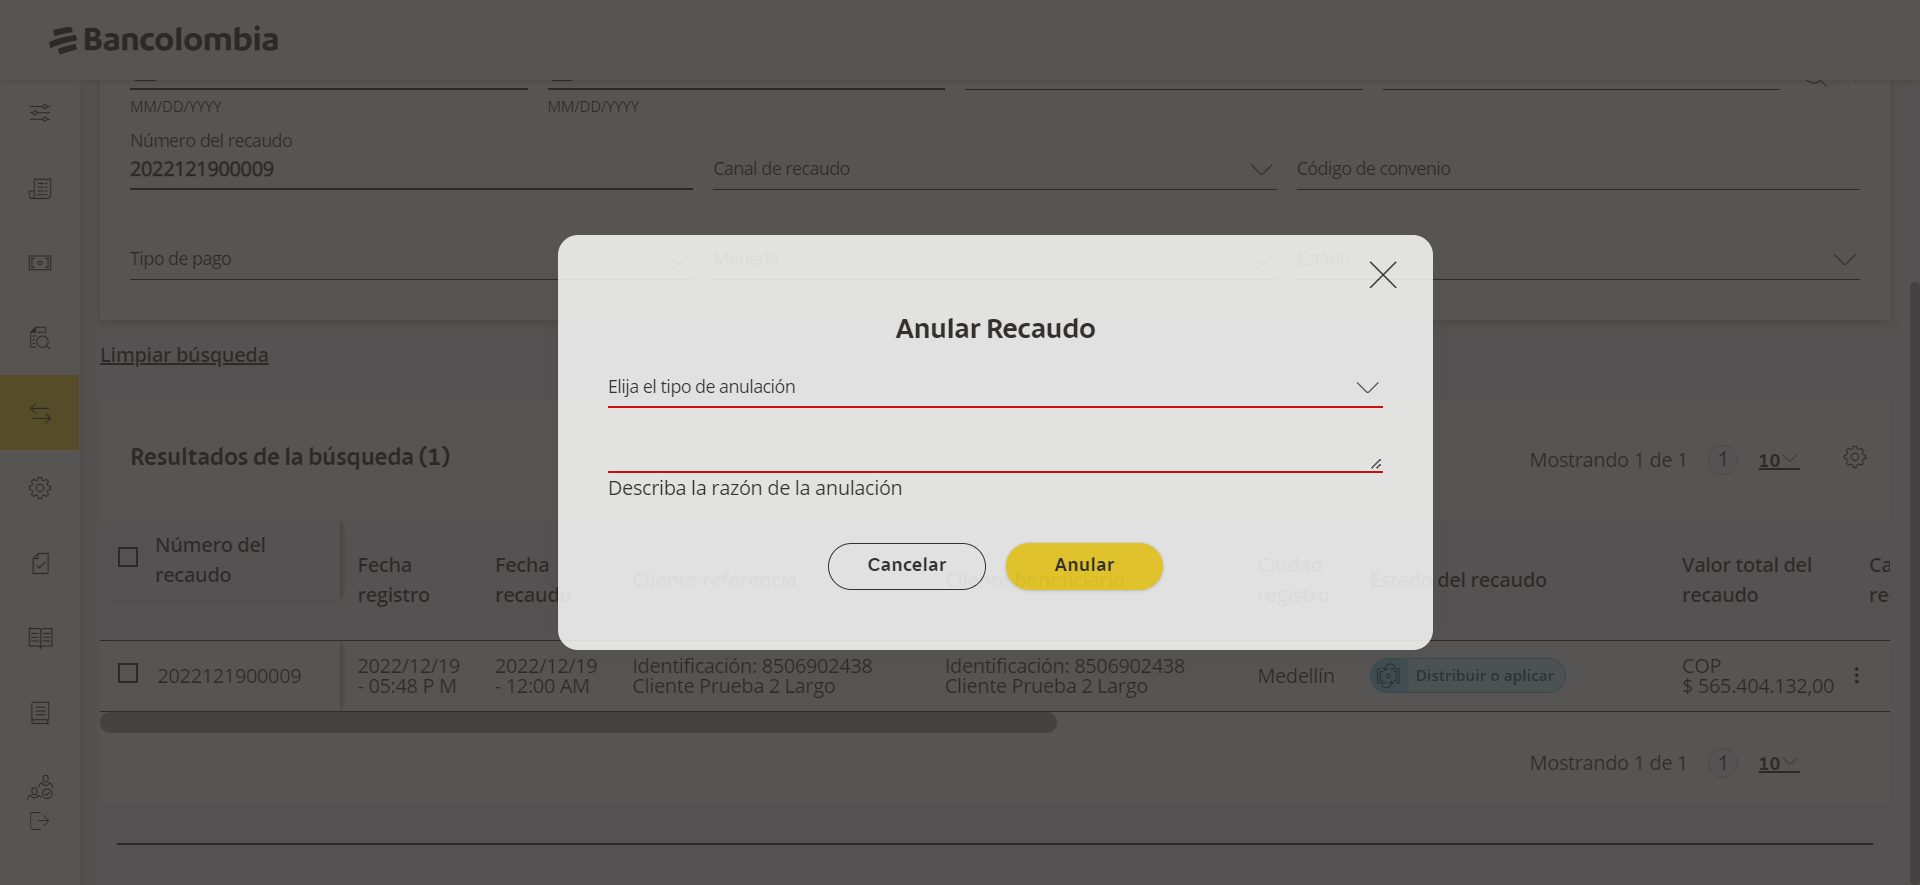 Bancolombia
MM/DD/YYYY
MM/DD/YYYY
Número del recaudo
2022121900009
Canal de recaudo
Código de convenio
Tipo de pago
Moneda
Estado
Anular Recaudo
Elija el tipo de anulación
Describa la razón de la anulación
Cancelar
Anular
Limpiar búsqueda
Resultados de la búsqueda (1)
Mostrando 1 de 1
1
10
Número del
recaudo
Fecha
registro
Fecha
recaudo
Cliente referencia
Cliente beneficiario
Ciudad
registro
Estado del recaudo
Valor total del
recaudo
Ca
re
2022121900009
2022/12/19
- 05:48 P M
2022/12/19
- 12:00 AM
Identificación: 8506902438
Cliente Prueba 2 Largo
Identificación: 8506902438
Cliente Prueba 2 Largo
Medellín
Distribuir o aplicar
COP
$ 565.404.132,00
Mostrando 1 de 1
1
10